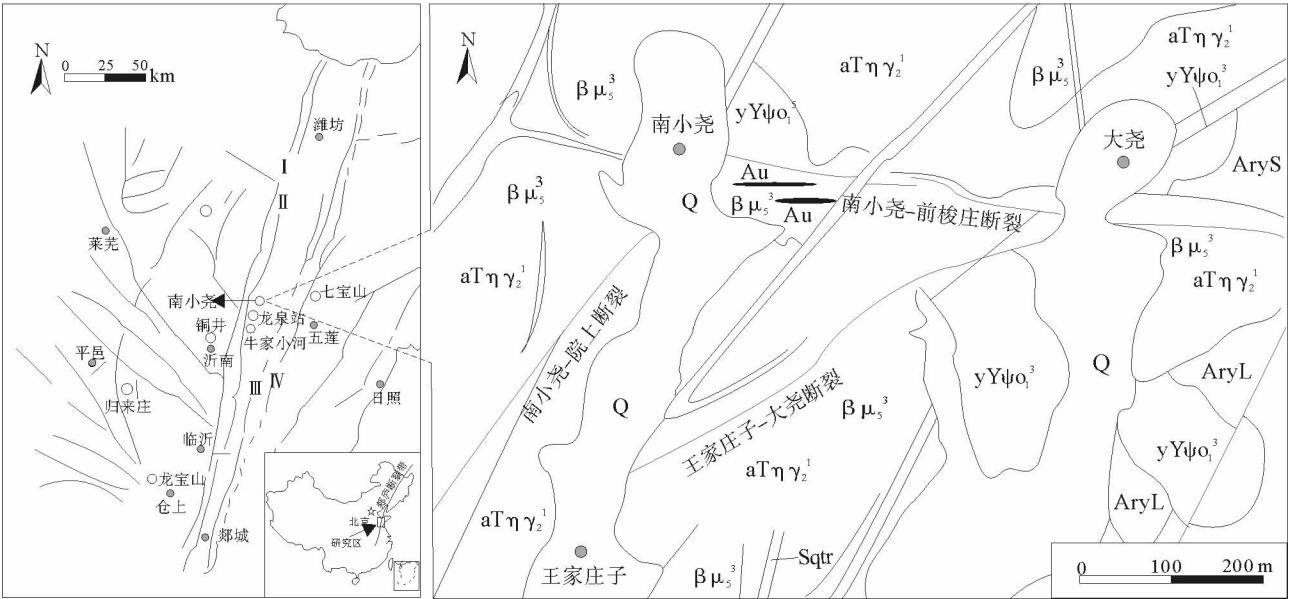 N
0 25 50 km
潍坊
I
II
莱芜
南小尧
七宝山
龙泉站
铜井
牛家小河
五莲
沂南
平邑
III
IV
日照
归来庄
临沂
龙宝山
仓上
郯城
郯庐断裂带
北京
研究区
N
βμ₅³
南小尧
yYψo₁⁵
aTηγ₂¹
βμ₅³
aTηγ₂¹
yYψo₁³
大尧
AryS
βμ₅³
Au
Q
βμ₅³
Au
南小尧-前梭庄断裂
βμ₅³
aTηγ₂¹
aTηγ₂¹
南小尧-院上断裂
Q
王家庄子-大尧断裂
βμ₅³
yYψo₁³
Q
AryL
yYψo₁³
AryL
aTηγ₂¹
aTηγ₂¹
王家庄子
βμ₅³
Sqtr
0 100 200 m